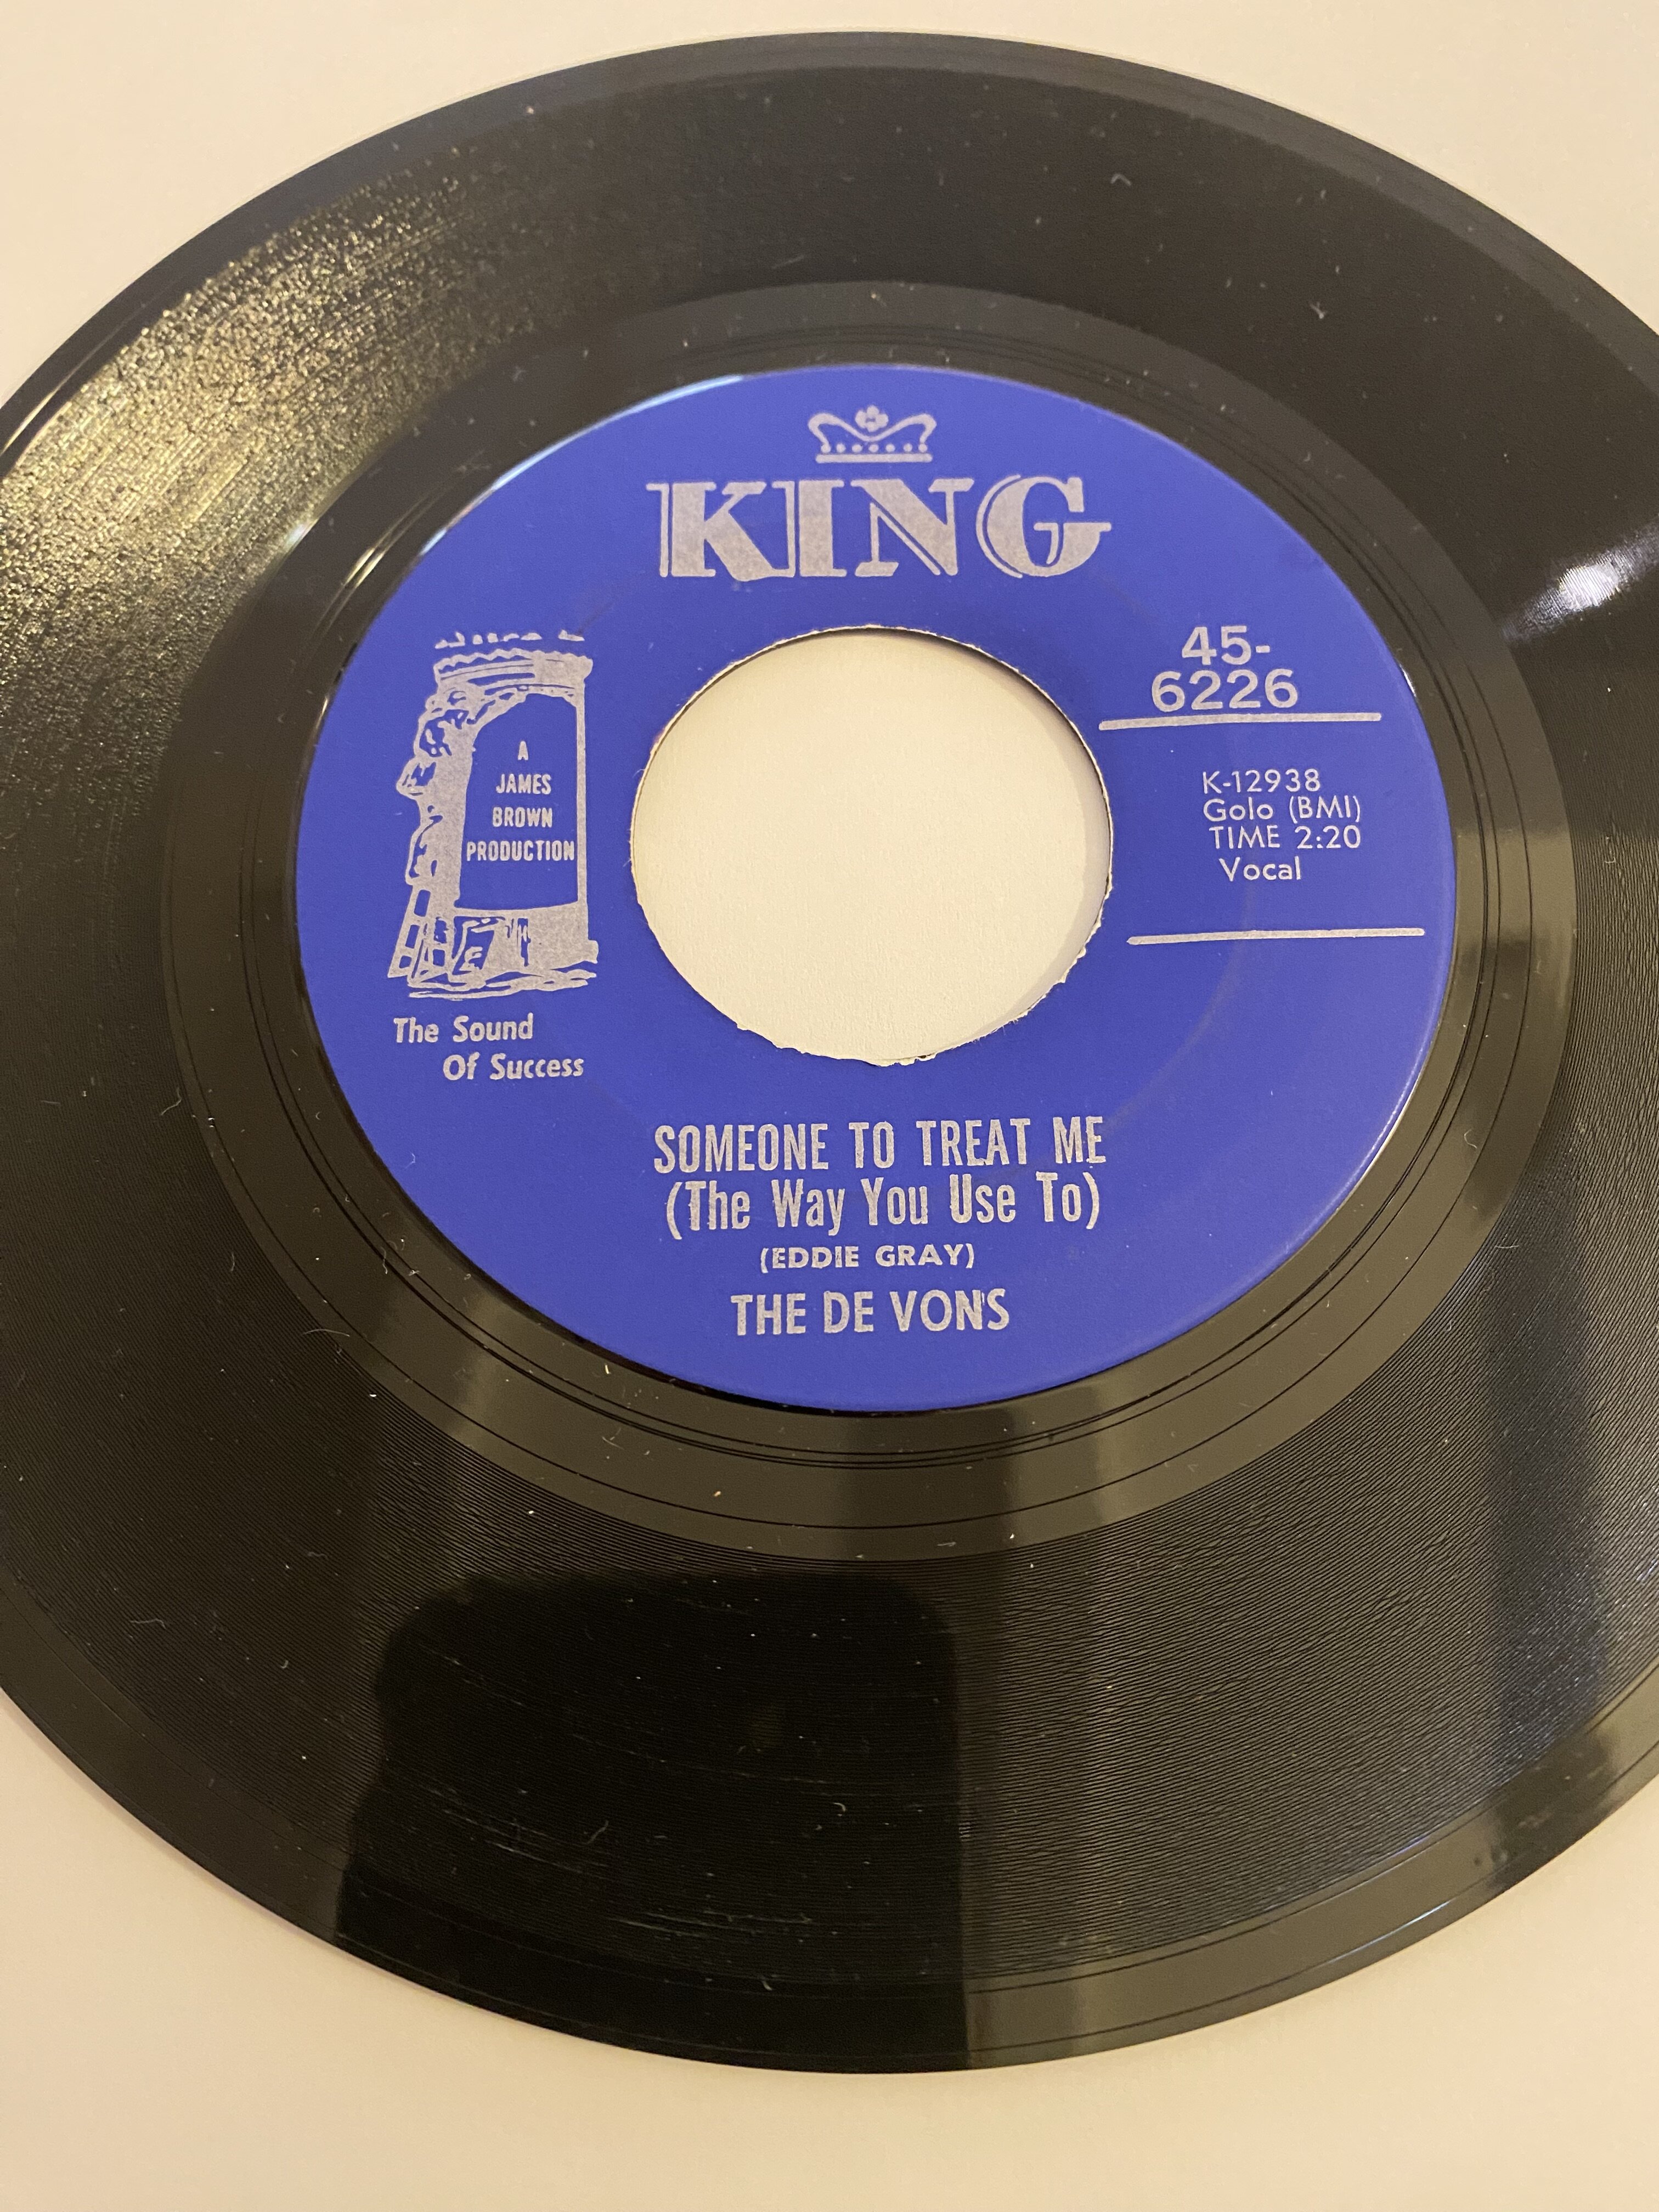 KING
45-
6226
K-12938
Golo (BMI)
TIME 2:20
Vocal
A
JAMES
BROWN
PRODUCTION
The Sound
Of Success
SOMEONE TO TREAT ME
(The Way You Use To)
(EDDIE GRAY)
THE DE VONS